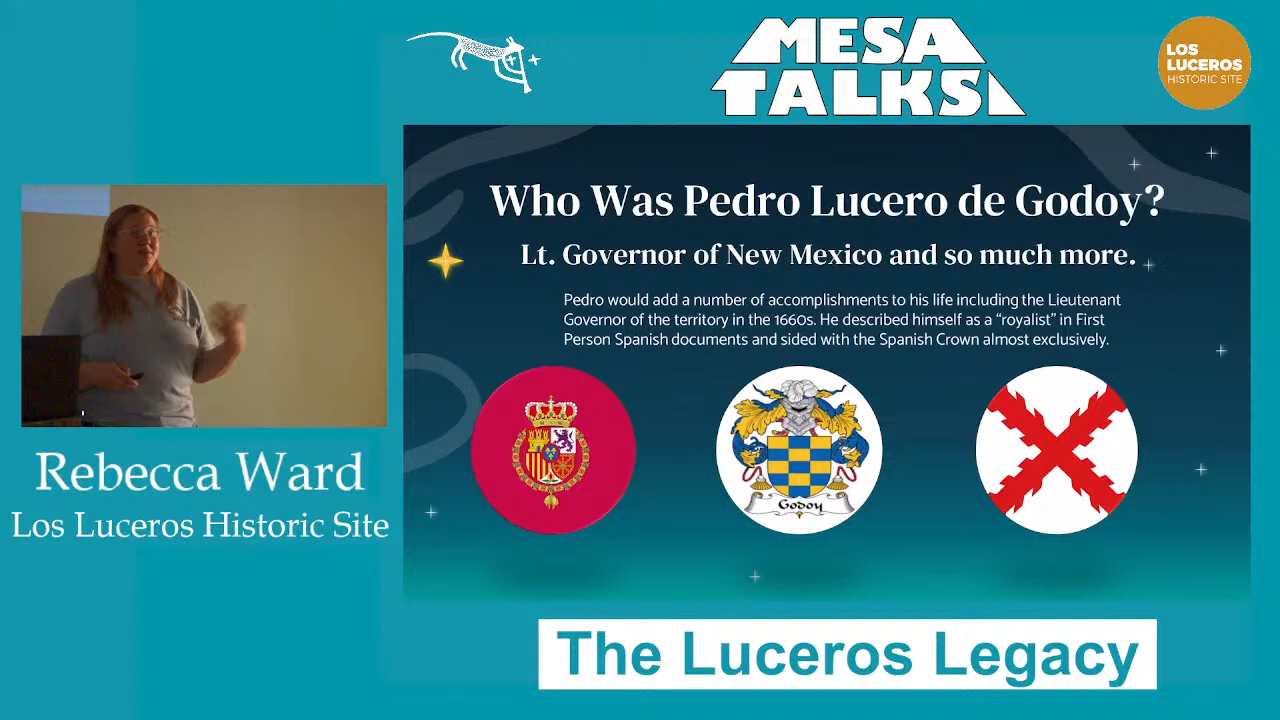 MESA
TALKS
LOS
LUCEROS
HISTORIC SITE
Who Was Pedro Lucero de Godoy?
Lt. Governor of New Mexico and so much more.
Pedro would add a number of accomplishments to his life including the Lieutenant
Governor of the territory in the 1660s. He described himself as a “royalist” in First
Person Spanish documents and sided with the Spanish Crown almost exclusively.
Godoy
Rebecca Ward
Los Luceros Historic Site
The Luceros Legacy